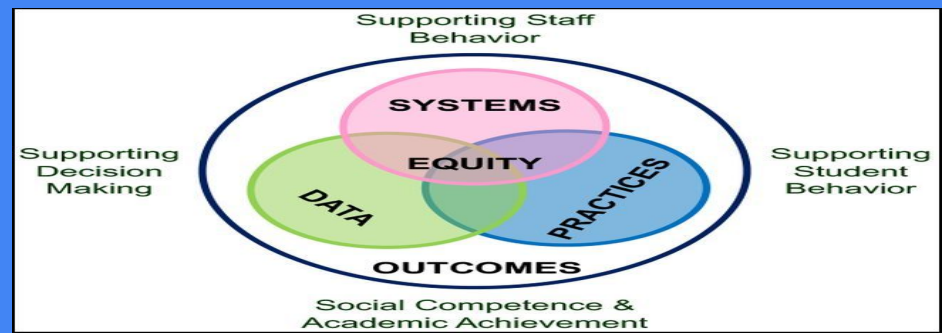 Supporting Staff
Behavior
SYSTEMS
Supporting
Decision
Making
EQUITY
Supporting
Student
Behavior
DATA
PRACTICES
OUTCOMES
Social Competence &
Academic Achievement